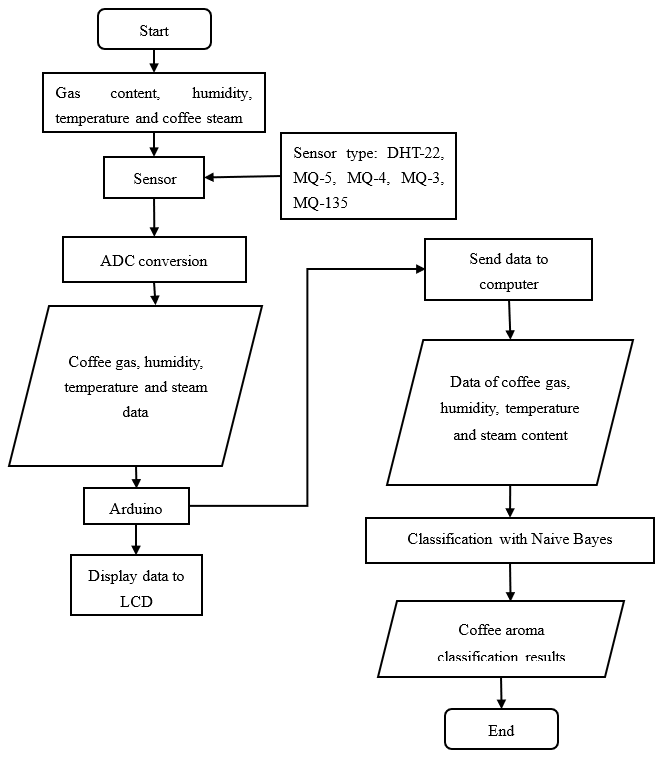 Start
Gas content, humidity,
temperature and coffee steam
Sensor
Sensor type: DHT-22,
MQ-5, MQ-4, MQ-3,
MQ-135
ADC conversion
Coffee gas, humidity,
temperature and steam
data
Arduino
Display data to
LCD
Send data to
computer
Data of coffee gas,
humidity, temperature
and steam content
Classification with Naive Bayes
Coffee aroma
classification results
End